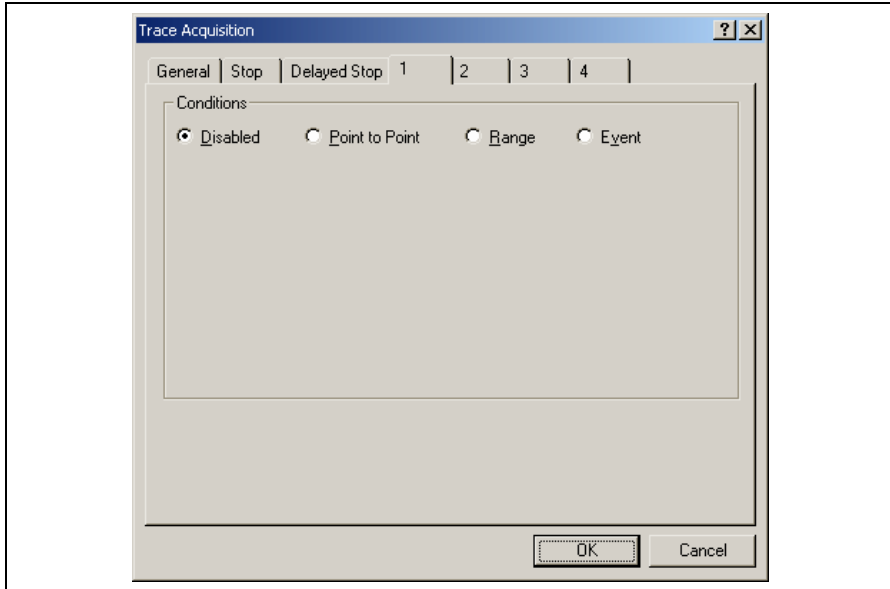 Trace Acquisition
General Stop Delayed Stop 1 2 3 4
Conditions
Disabled Point to Point Range Event
OK Cancel